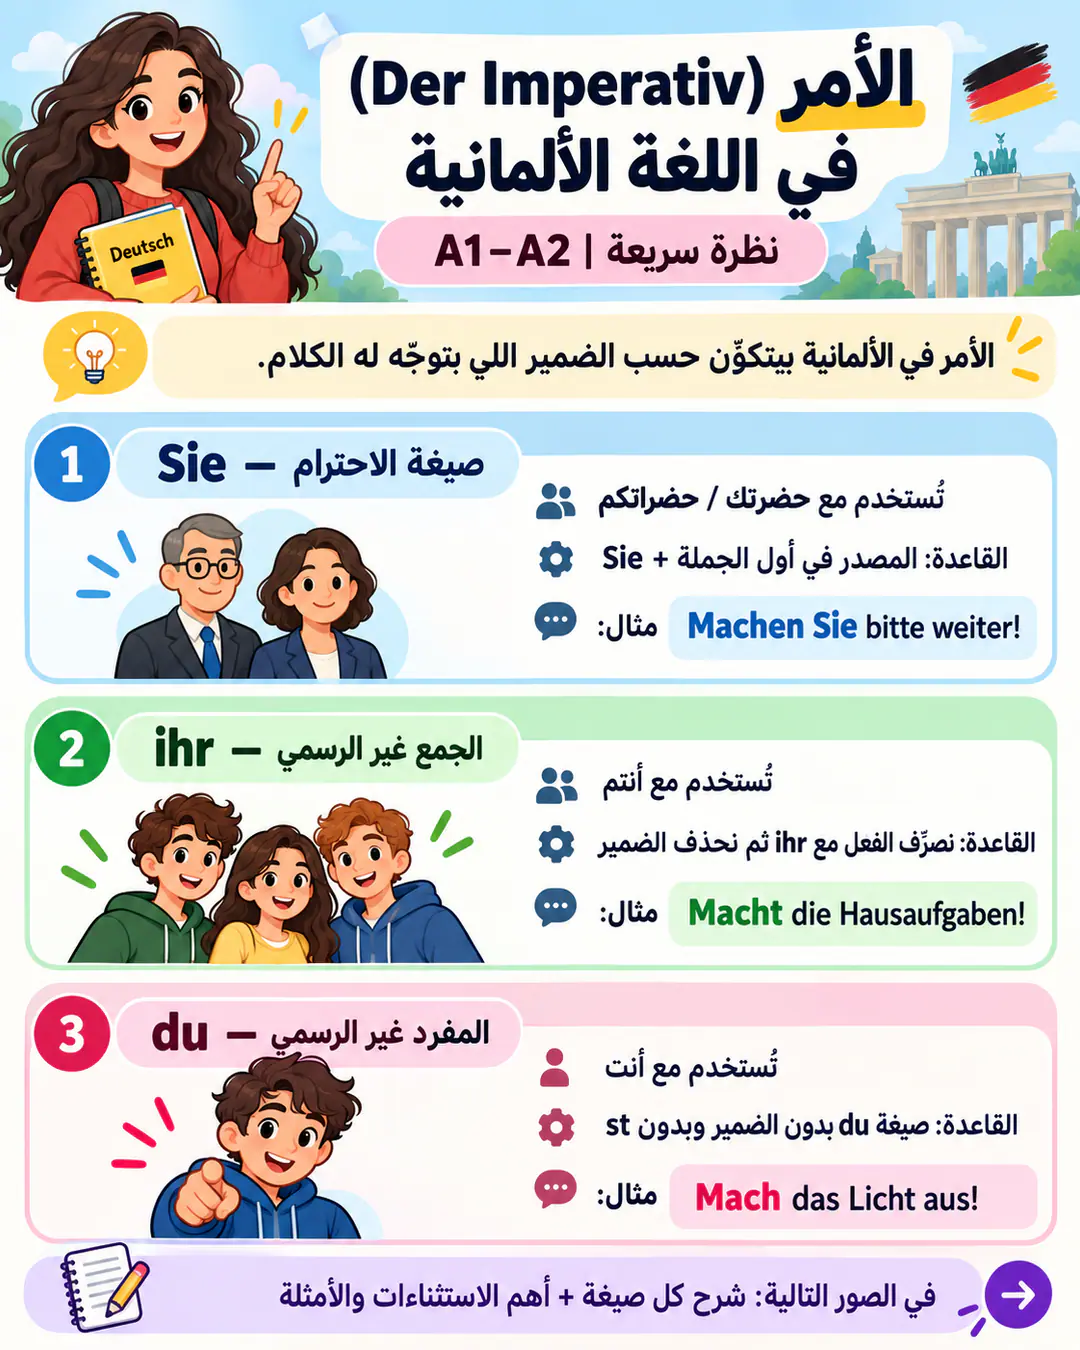 الأمر (Der Imperativ)
في اللغة الألمانية
نظرة سريعة | A1–A2
Deutsch
الأمر في الألمانية بيتكوّن حسب الضمير اللي بتوجّه له الكلام.
1
Sie – صيغة الاحترام
تُستخدم مع حضرتك / حضراتكم
القاعدة: المصدر في أول الجملة + Sie
مثال: Machen Sie bitte weiter!
2
ihr – الجمع غير الرسمي
تُستخدم مع أنتم
القاعدة: نصرِّف الفعل مع ihr ثم نحذف الضمير
مثال: Macht die Hausaufgaben!
3
du – المفرد غير الرسمي
تُستخدم مع أنت
القاعدة: صيغة du بدون الضمير وبدون st
مثال: Mach das Licht aus!
في الصور التالية: شرح كل صيغة + أهم الاستثناءات والأمثلة